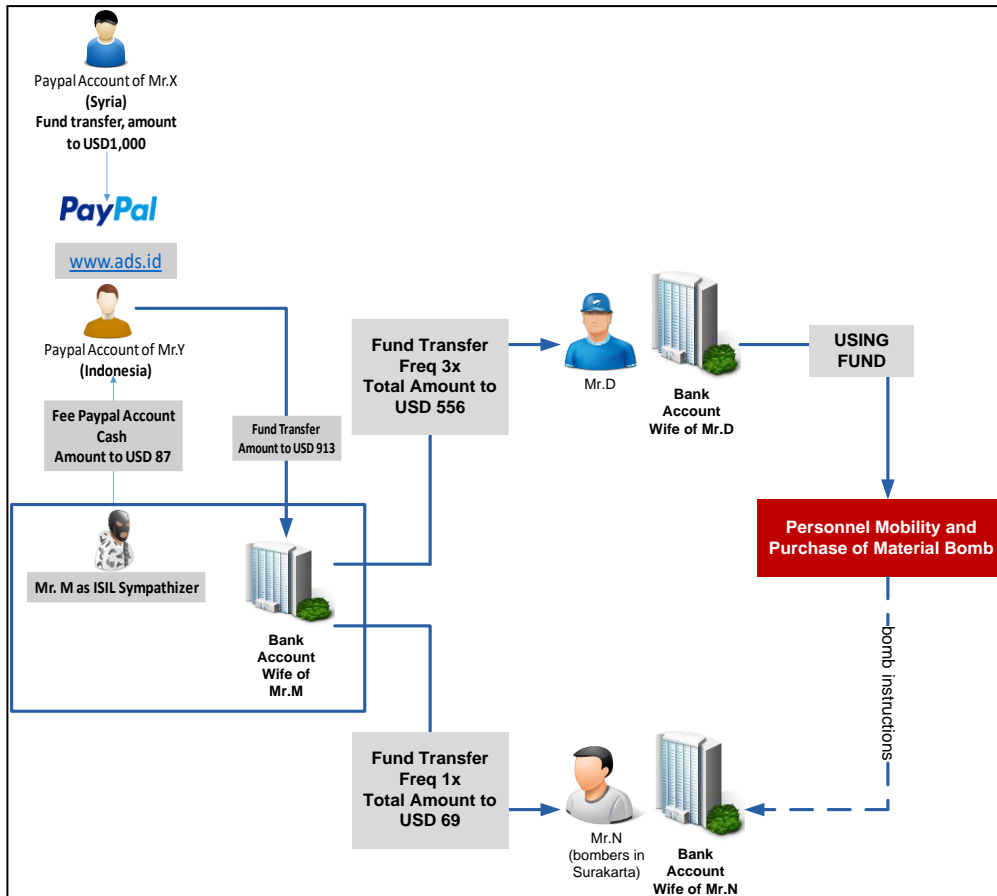 Paypal Account of Mr.X
(Syria)
Fund transfer, amount
to USD1,000
PayPal
www.ads.id
Paypal Account of Mr.Y
(Indonesia)
Fee Paypal Account
Cash
Amount to USD 87
Fund Transfer
Amount to USD 913
Mr. M as ISIL Sympathizer
Bank
Account
Wife of
Mr.M
Fund Transfer
Freq 3x
Total Amount to
USD 556
Mr.D
Bank
Account
Wife of Mr.D
USING
FUND
Personnel Mobility and
Purchase of Material Bomb
bomb instructions
Fund Transfer
Freq 1x
Total Amount to
USD 69
Mr.N
(bombers in
Surakarta)
Bank
Account
Wife of Mr.N